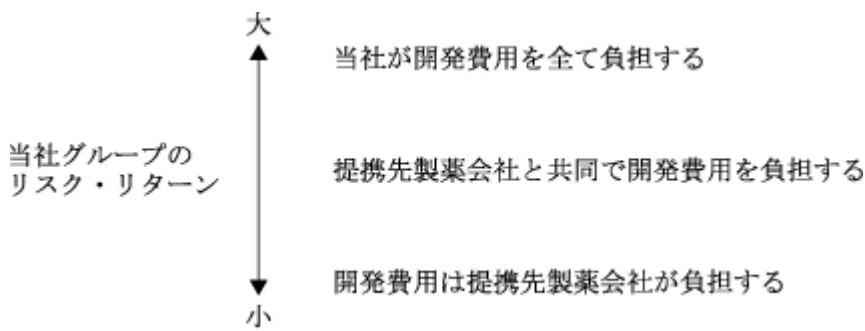 大
当社が開発費用を全て負担する
当社グループの
リスク・リターン
提携先製薬会社と共同で開発費用を負担する
開発費用は提携先製薬会社が負担する
小